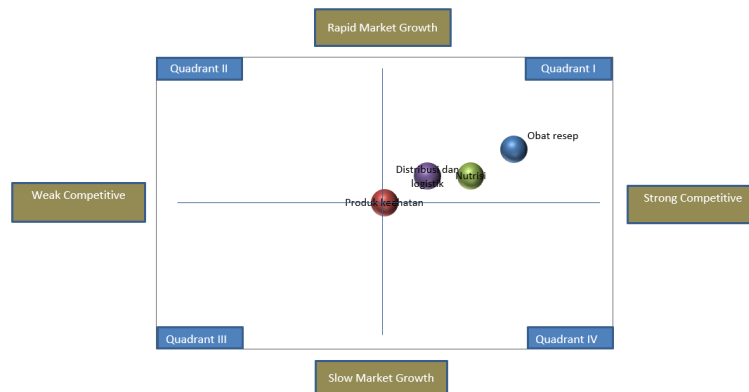 Rapid Market Growth
Quadrant II
Quadrant I
Obat resep
Distribusi dan
logistik
Nutrisi
Weak Competitive
Strong Competitive
Produk kesihatan
Quadrant III
Quadrant IV
Slow Market Growth